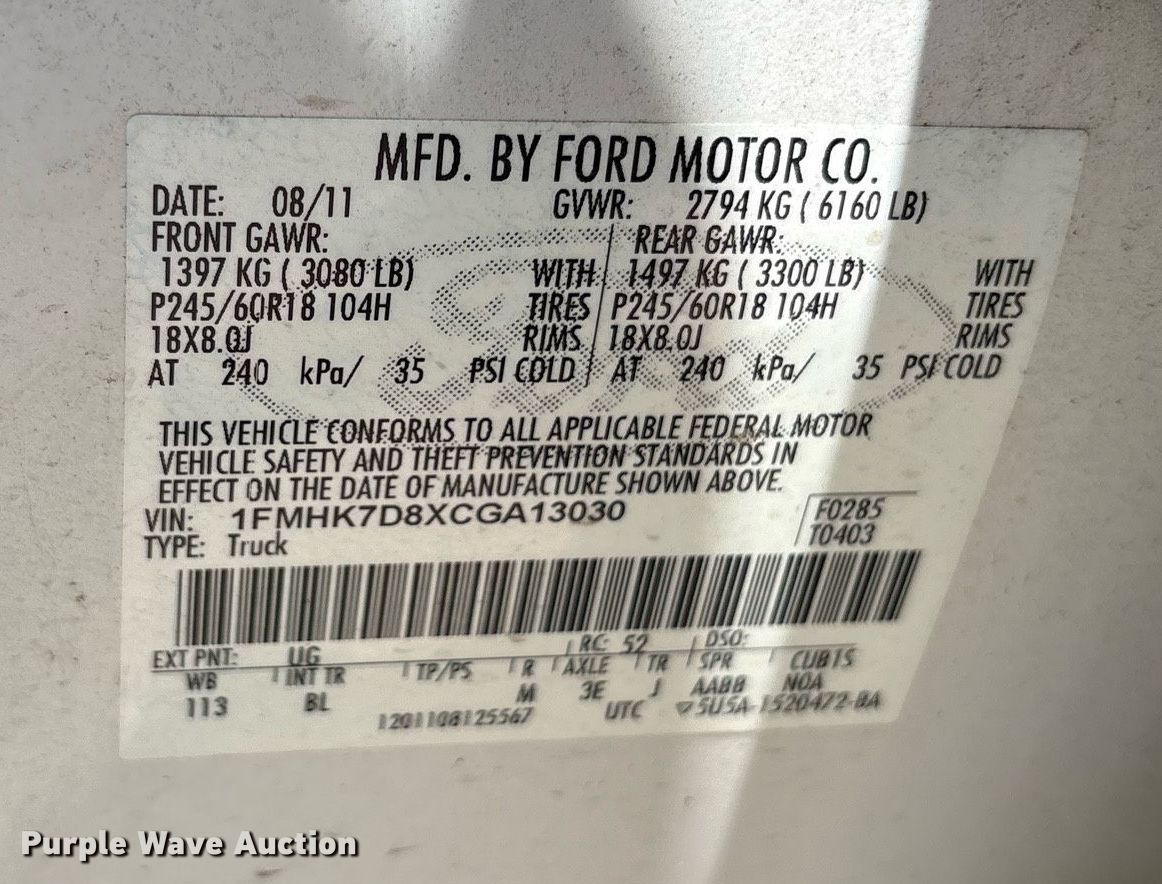 MFD. BY FORD MOTOR CO.
DATE: 08/11 GVWR: 2794 KG ( 6160 LB)
FRONT GAWR: REAR GAWR:
1397 KG ( 3080 LB) WITH 1497 KG ( 3300 LB) WITH
P245/60R18 104H TIRES P245/60R18 104H TIRES
18X8.0J RIMS 18X8.0J RIMS
AT 240 kPa/ 35 PSI COLD AT 240 kPa/ 35 PSI COLD
THIS VEHICLE CONFORMS TO ALL APPLICABLE FEDERAL MOTOR
VEHICLE SAFETY AND THEFT PREVENTION STANDARDS IN
EFFECT ON THE DATE OF MANUFACTURE SHOWN ABOVE.
VIN: 1FMHK7D8XCGA13030 F0285
TYPE: Truck T0403
EXT PNT: UG RC: 52 DSO:
WB INT TR TP/PS R AXLE TR SPR CUB15
113 BL M 3E J AABB NOA
1201108125567 UTC 5U5A-1520472-BA
Purple Wave Auction